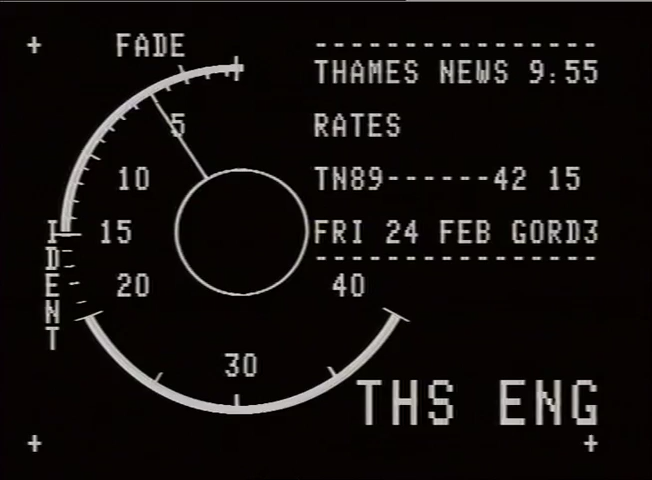 FADE
----------------
THAMES NEWS 9:55
RATES
TN89------42 15
FRI 24 FEB GORD3
----------------
5
10
15
20
30
40
IDENT
THS ENG